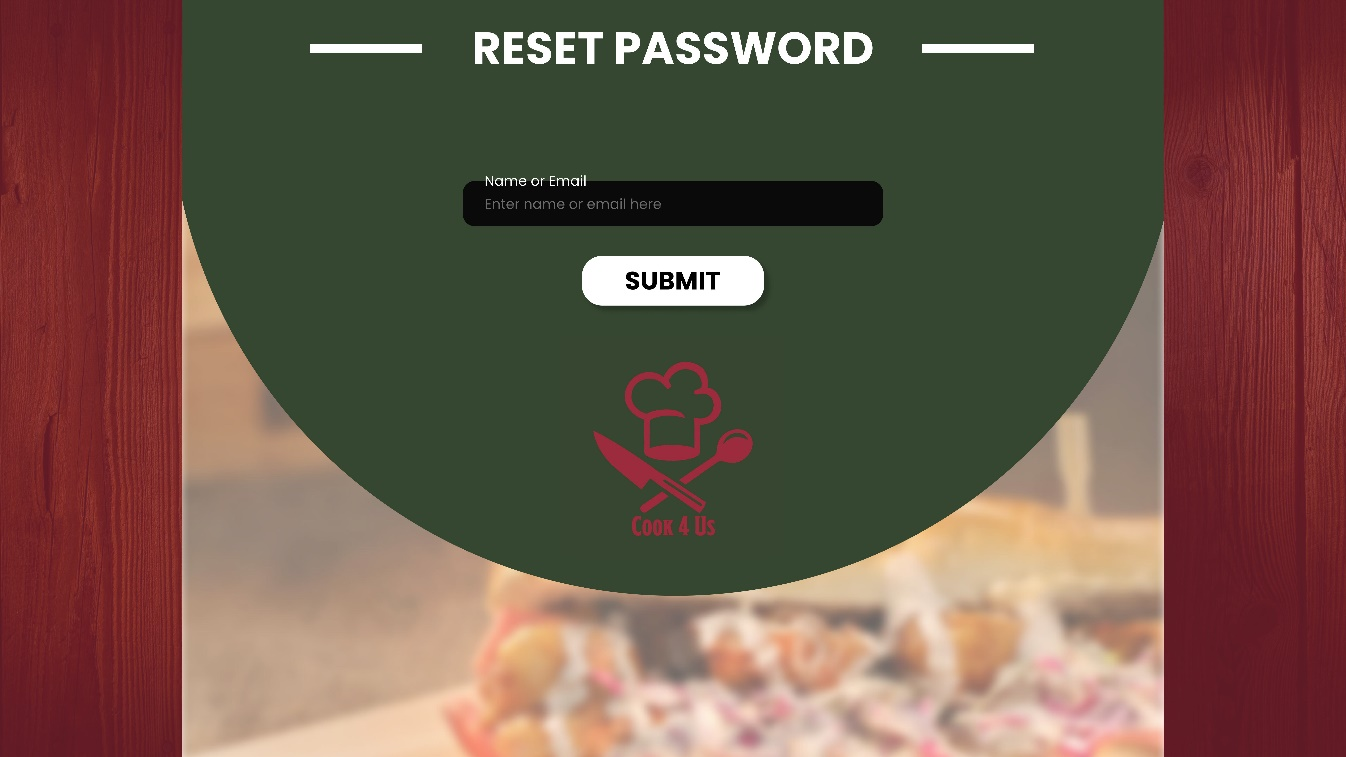 RESET PASSWORD
Name or Email
Enter name or email here
SUBMIT
Cook 4 Us